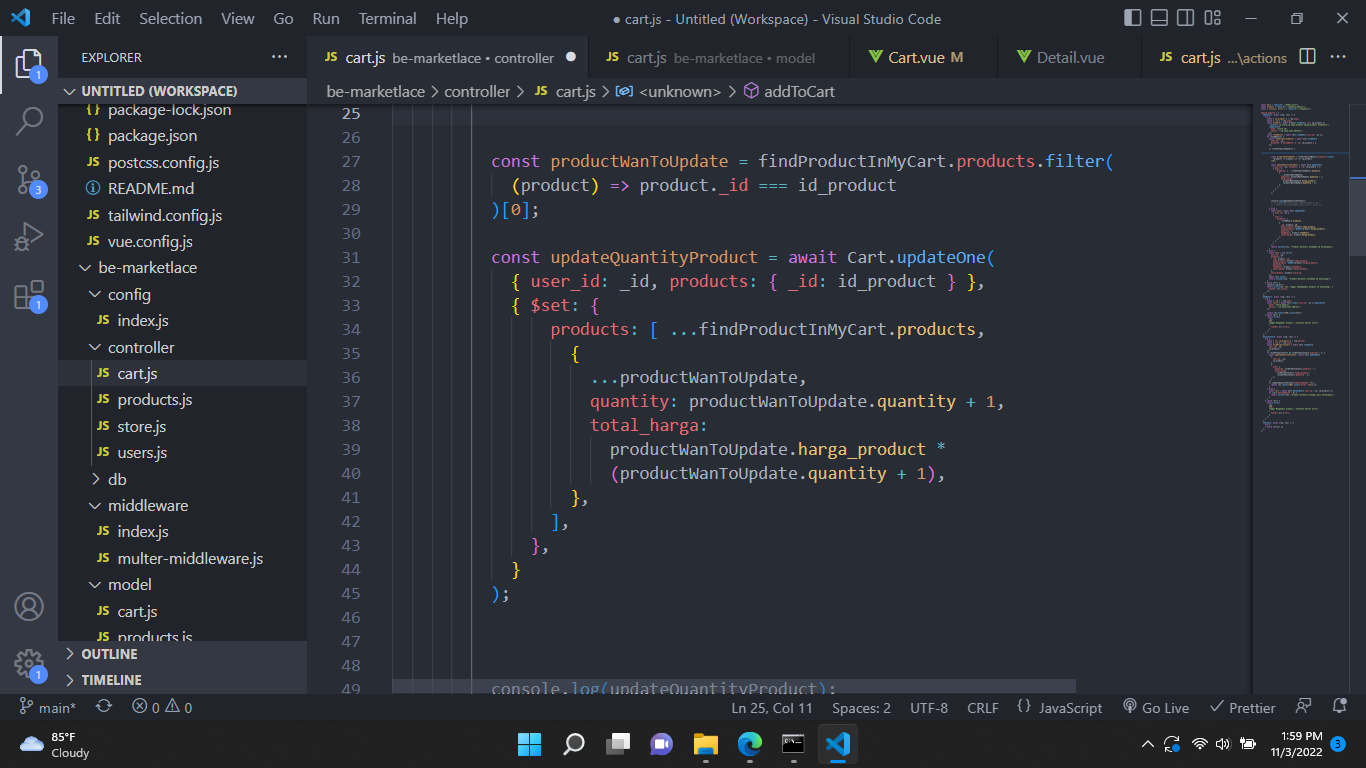 File Edit Selection View Go Run Terminal Help
● cart.js - Untitled (Workspace) - Visual Studio Code
EXPLORER
JS cart.js be-marketlace • controller
JS cart.js be-marketlace • model
Cart.vue M
Detail.vue
JS cart.js ...\actions
UNTITLED (WORKSPACE)
be-marketlace > controller > JS cart.js > <unknown> > addToCart
{} package-lock.json
{} package.json
JS postcss.config.js
README.md
JS tailwind.config.js
JS vue.config.js
be-marketlace
config
JS index.js
controller
JS cart.js
JS products.js
JS store.js
JS users.js
db
middleware
JS index.js
JS multer-middleware.js
model
JS cart.js
JS products.js
OUTLINE
TIMELINE
1
3
1
1
25
26
27 const productWanToUpdate = findProductInMyCart.products.filter(
28 (product) => product._id === id_product
29 )[0];
30
31 const updateQuantityProduct = await Cart.updateOne(
32 { user_id: _id, products: { _id: id_product } },
33 { $set: {
34 products: [ ...findProductInMyCart.products,
35 {
36 ...productWanToUpdate,
37 quantity: productWanToUpdate.quantity + 1,
38 total_harga:
39 productWanToUpdate.harga_product *
40 (productWanToUpdate.quantity + 1),
41 },
42 ],
43 },
44 }
45 );
46
47
48
49 console.log(updateQuantityProduct);
main* 0 0 Ln 25, Col 11 Spaces: 2 UTF-8 CRLF {} JavaScript Go Live Prettier
85°F
Cloudy
1:59 PM
11/3/2022
3